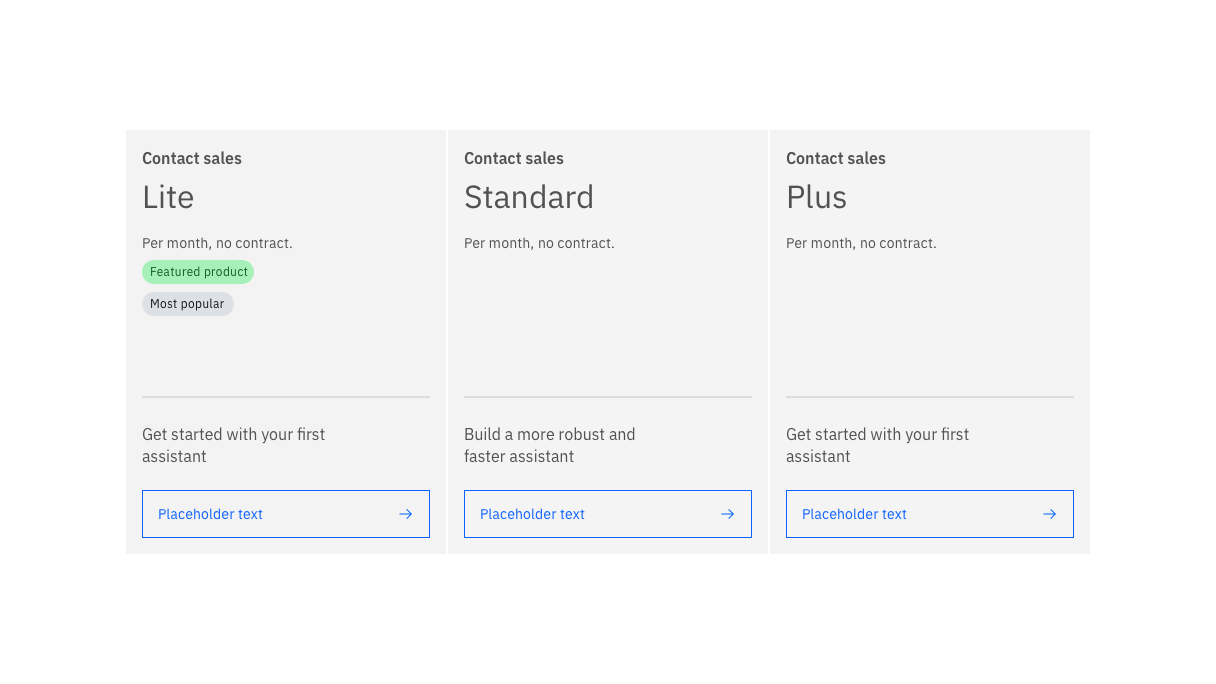 Contact sales
Lite
Per month, no contract.
Featured product
Most popular
Get started with your first
assistant
Placeholder text
Contact sales
Standard
Per month, no contract.
Build a more robust and
faster assistant
Placeholder text
Contact sales
Plus
Per month, no contract.
Get started with your first
assistant
Placeholder text